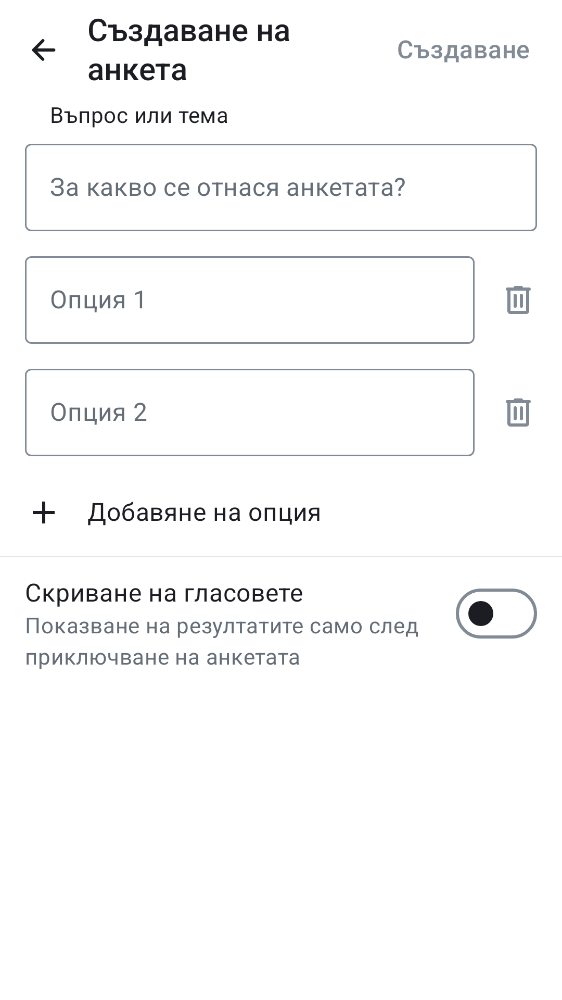 Създаване на
анкета
Създаване
Въпрос или тема
За какво се отнася анкетата?
Опция 1
Опция 2
Добавяне на опция
Скриване на гласовете
Показване на резултатите само след
приключване на анкетата